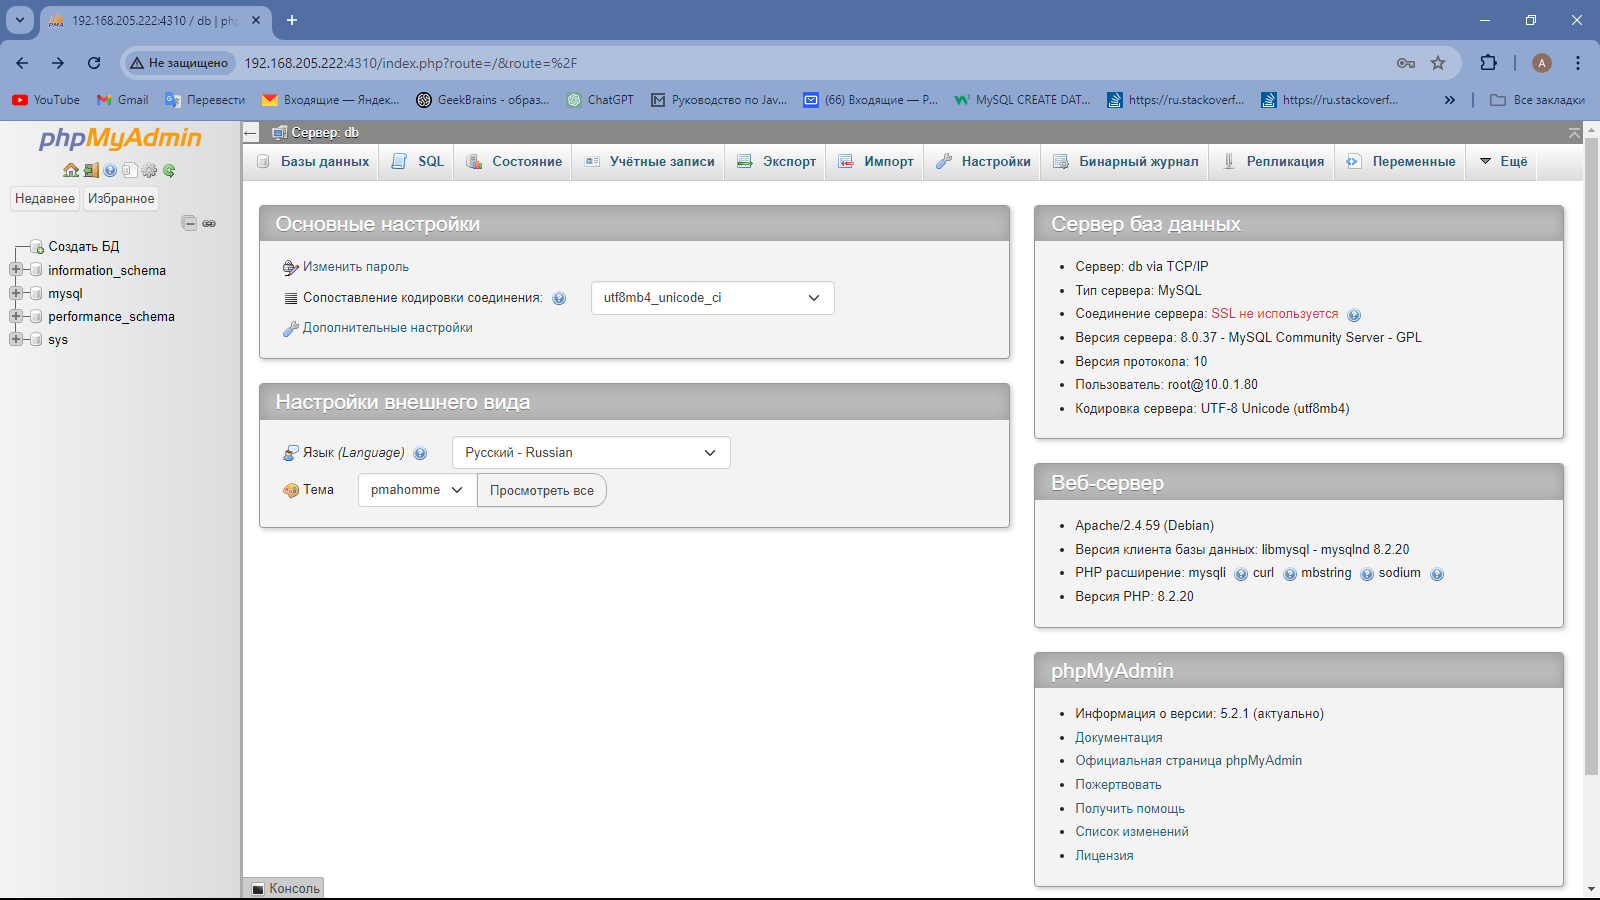 192.168.205.222:4310 / db | ph
Не защищено
192.168.205.222:4310/index.php?route=/&route=%2F
A
YouTube
Gmail
Перевести
Входящие — Яндек...
GeekBrains - образ...
ChatGPT
Руководство по Jav...
(66) Входящие — Р...
MySQL CREATE DAT...
https://ru.stackoverf...
https://ru.stackoverf...
Все закладки
phpMyAdmin
Недавнее
Избранное
Создать БД
information_schema
mysql
performance_schema
sys
Сервер: db
Базы данных
SQL
Состояние
Учётные записи
Экспорт
Импорт
Настройки
Бинарный журнал
Репликация
Переменные
Ещё
Основные настройки
Изменить пароль
Сопоставление кодировки соединения:
utf8mb4_unicode_ci
Дополнительные настройки
Настройки внешнего вида
Язык (Language)
Русский - Russian
Тема
pmahomme
Просмотреть все
Сервер баз данных
Сервер: db via TCP/IP
Тип сервера: MySQL
Соединение сервера: SSL не используется
Версия сервера: 8.0.37 - MySQL Community Server - GPL
Версия протокола: 10
Пользователь: root@10.0.1.80
Кодировка сервера: UTF-8 Unicode (utf8mb4)
Веб-сервер
Apache/2.4.59 (Debian)
Версия клиента базы данных: libmysql - mysqlnd 8.2.20
PHP расширение: mysqli curl mbstring sodium
Версия PHP: 8.2.20
phpMyAdmin
Информация о версии: 5.2.1 (актуально)
Документация
Официальная страница phpMyAdmin
Пожертвовать
Получить помощь
Список изменений
Лицензия
Консоль